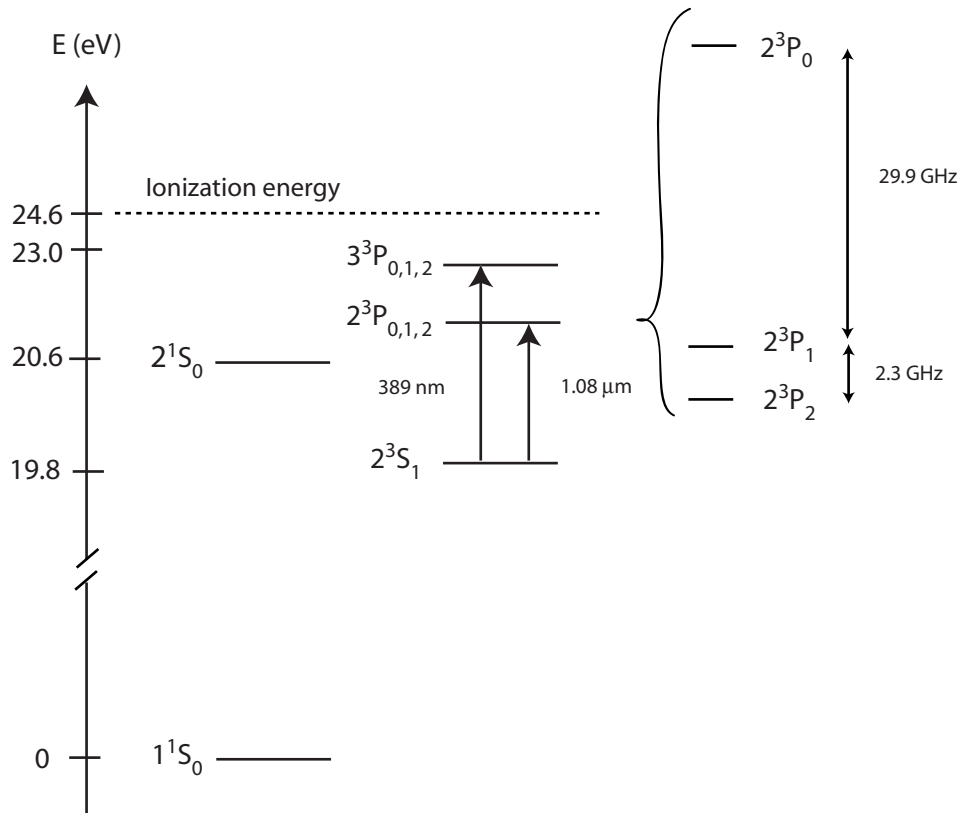 E (eV)
2³P₀
29.9 GHz
Ionization energy
24.6
23.0
3³P₀,₁,₂
2³P₀,₁,₂
2³P₁
20.6
2¹S₀
389 nm
1.08 μm
2.3 GHz
2³P₂
2³S₁
19.8
0
1¹S₀